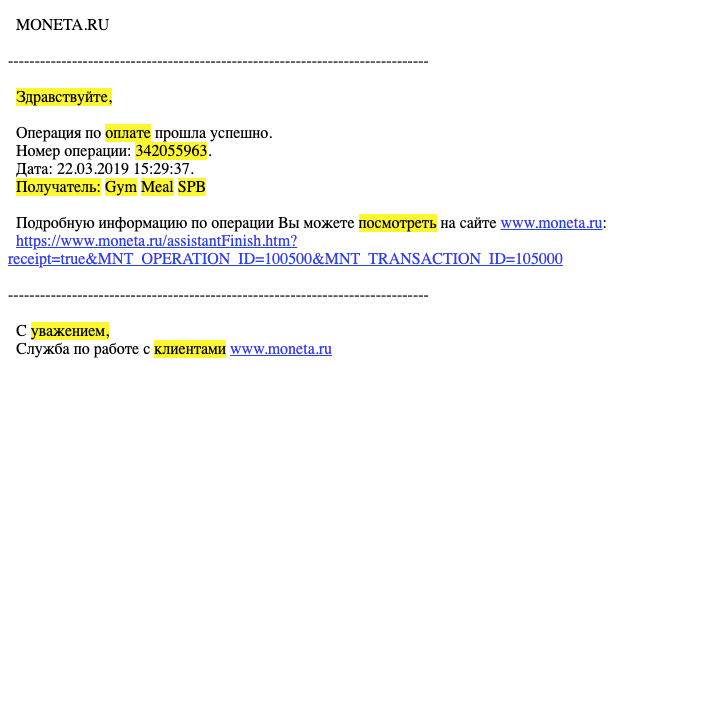 MONETA.RU
-------------------------------------------------------------------------------
Здравствуйте,
Операция по оплате прошла успешно.
Номер операции: 342055963.
Дата: 22.03.2019 15:29:37.
Получатель: Gym Meal SPB
Подробную информацию по операции Вы можете посмотреть на сайте www.moneta.ru:
https://www.moneta.ru/assistantFinish.htm?
receipt=true&MNT_OPERATION_ID=100500&MNT_TRANSACTION_ID=105000
-------------------------------------------------------------------------------
С уважением,
Служба по работе с клиентами www.moneta.ru